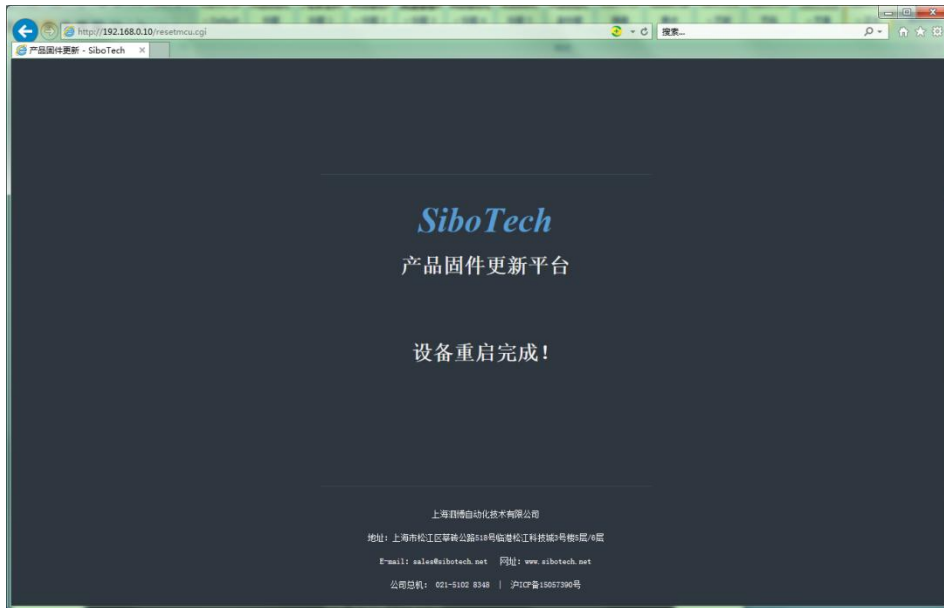 http://192.168.0.10/resetmcu.cgi
搜索...
产品固件更新 - SiboTech
SiboTech
产品固件更新平台
设备重启完成！
上海泗博自动化技术有限公司
地址：上海市松江区莘砖公路518号临港松江科技城3号楼5层/6层
E-mail：sales@sibotech.net 网址：www.sibotech.net
公司总机： 021-5102 8348 | 沪ICP备15057390号